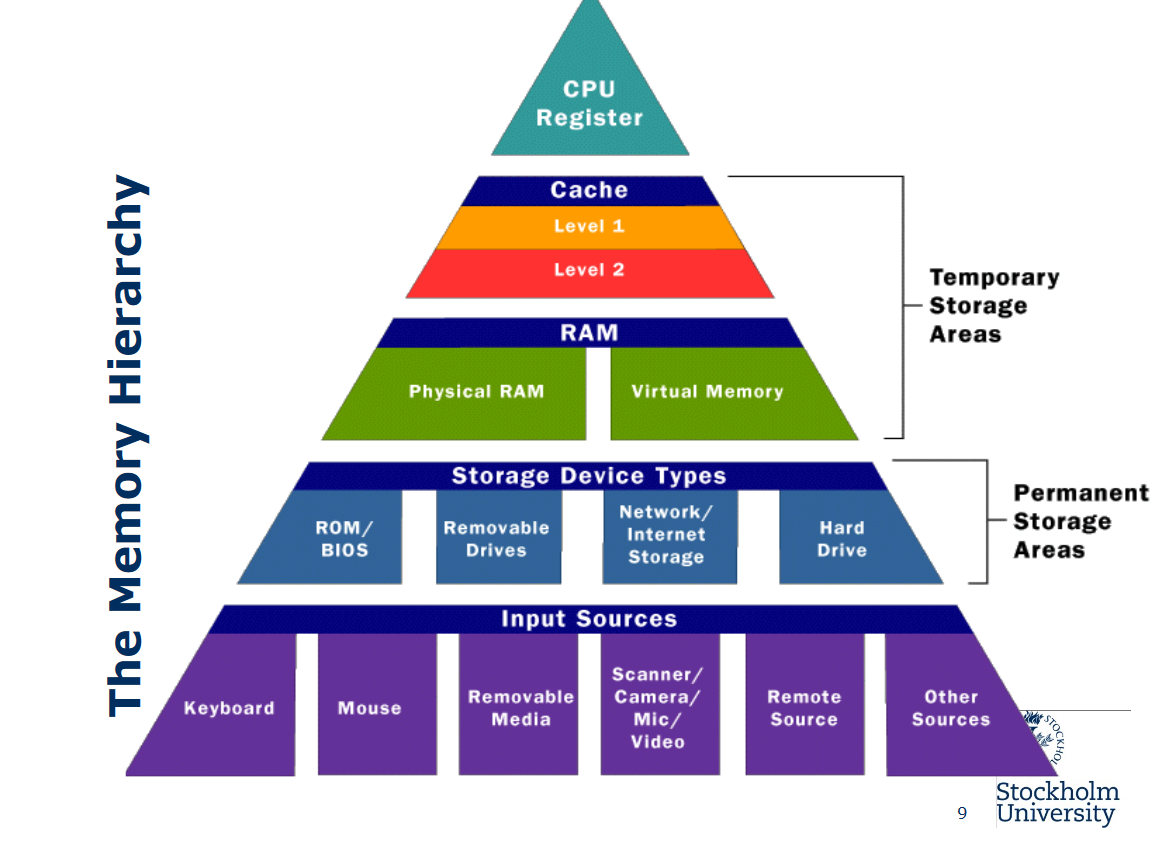 The Memory Hierarchy
CPU
Register
Cache
Level 1
Level 2
Temporary
Storage
Areas
RAM
Physical RAM
Virtual Memory
Storage Device Types
ROM/
BIOS
Removable
Drives
Network/
Internet
Storage
Hard
Drive
Permanent
Storage
Areas
Input Sources
Keyboard
Mouse
Removable
Media
Scanner/
Camera/
Mic/
Video
Remote
Source
Other
Sources
STOCKHOL
Stockholm
University
9